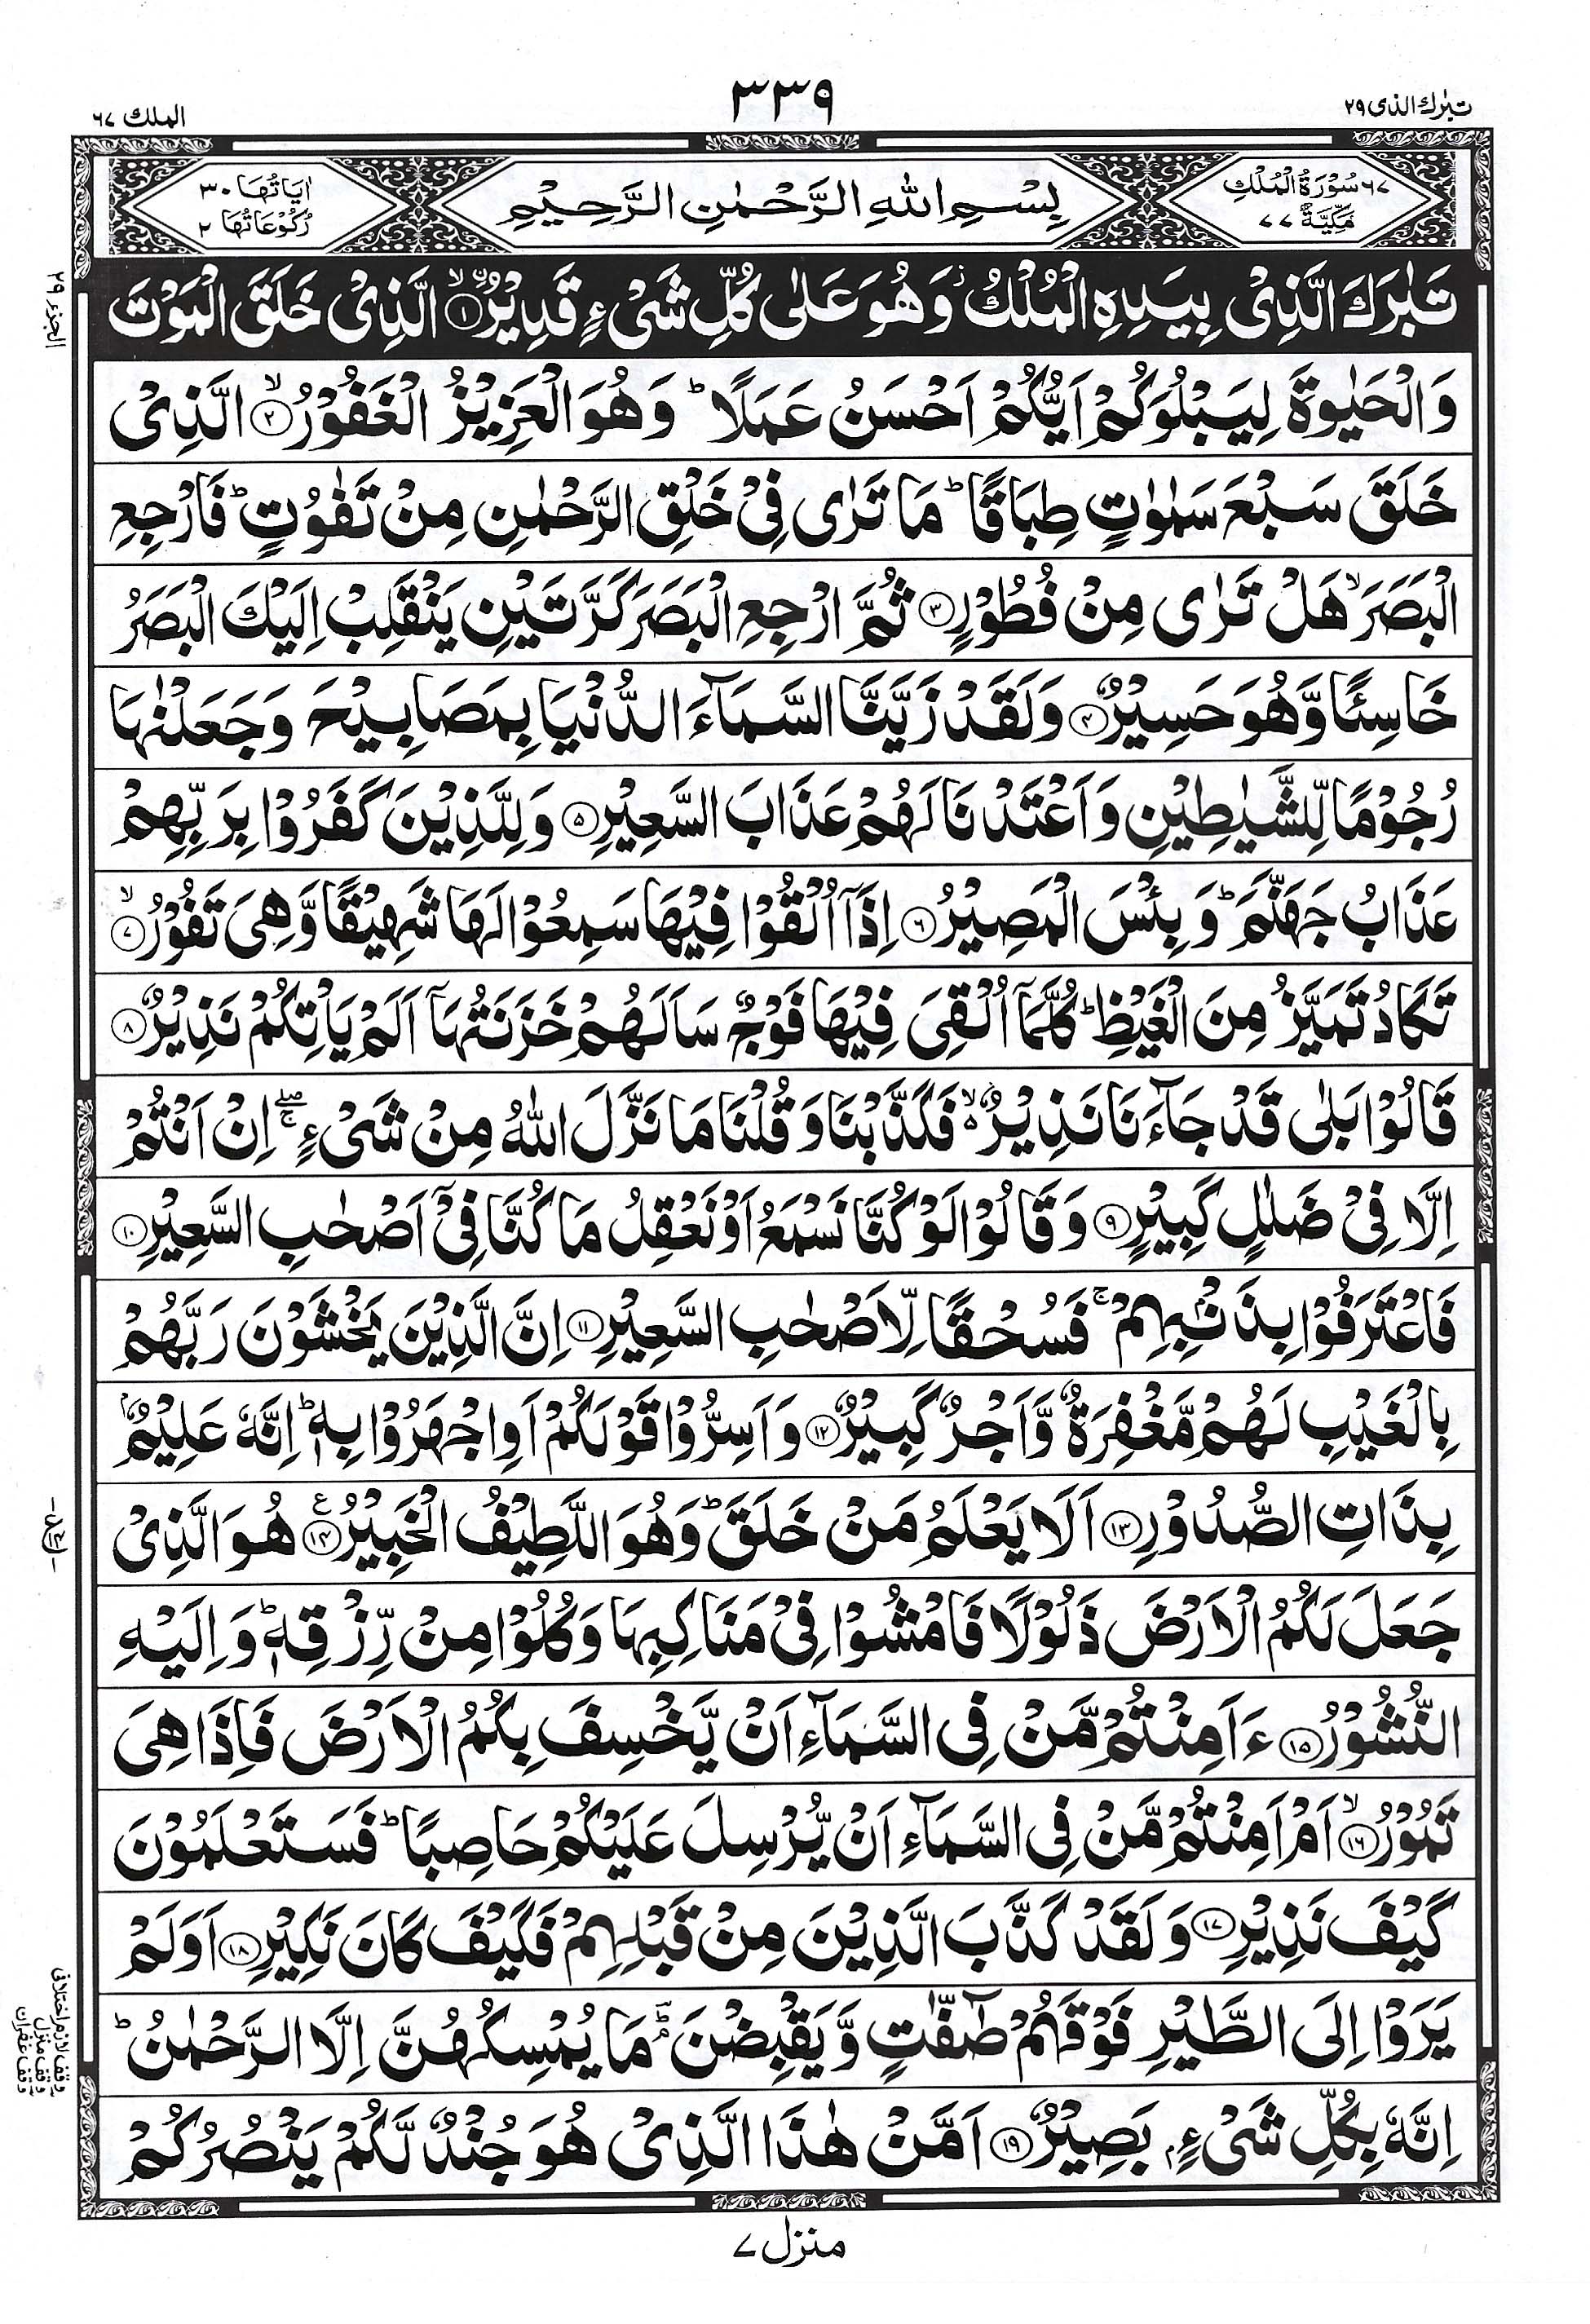 تبٰرك الذی ٢٩
٣٣٩
الملك ٦٧
٦٧ سُوْرَةُ الْمُلْكِ
مَكِّيَّةٌ ٧٧
بِسْمِ اللّٰهِ الرَّحْمٰنِ الرَّحِيْمِ
اٰيَاتُهَا ٣٠
رُكُوْعَاتُهَا ٢
تَبٰرَكَ الَّذِیْ بِیَدِهِ الْمُلْكُ ؗ وَهُوَ عَلٰی كُلِّ شَیْءٍ قَدِیْرُ ۙ ﴿١﴾ الَّذِیْ خَلَقَ الْمَوْتَ
وَالْحَیٰوةَ لِیَبْلُوَكُمْ اَیُّكُمْ اَحْسَنُ عَمَلًا ؕ وَهُوَ الْعَزِیْزُ الْغَفُوْرُ ۙ ﴿٢﴾ الَّذِیْ
خَلَقَ سَبْعَ سَمٰوٰتٍ طِبَاقًا ؕ مَا تَرٰی فِیْ خَلْقِ الرَّحْمٰنِ مِنْ تَفٰوُتٍ ؕ فَارْجِعِ
الْبَصَرَ ۙ هَلْ تَرٰی مِنْ فُطُوْرٍ ﴿٣﴾ ثُمَّ ارْجِعِ الْبَصَرَ كَرَّتَیْنِ یَنْقَلِبْ اِلَیْكَ الْبَصَرُ
خَاسِئًا وَّهُوَ حَسِیْرٌ ﴿٤﴾ وَلَقَدْ زَیَّنَّا السَّمَآءَ الدُّنْیَا بِمَصَابِیْحَ وَجَعَلْنٰهَا
رُجُوْمًا لِّلشَّیٰطِیْنِ وَاَعْتَدْنَا لَهُمْ عَذَابَ السَّعِیْرِ ﴿٥﴾ وَلِلَّذِیْنَ كَفَرُوْا بِرَبِّهِمْ
عَذَابُ جَهَنَّمَ ؕ وَبِئْسَ الْمَصِیْرُ ﴿٦﴾ اِذَآ اُلْقُوْا فِیْهَا سَمِعُوْا لَهَا شَهِیْقًا وَّهِیَ تَفُوْرُ ۙ ﴿٧﴾
تَكَادُ تَمَیَّزُ مِنَ الْغَیْظِ ؕ كُلَّمَآ اُلْقِیَ فِیْهَا فَوْجٌ سَاَلَهُمْ خَزَنَتُهَآ اَلَمْ یَاْتِكُمْ نَذِیْرٌ ﴿٨﴾
قَالُوْا بَلٰی قَدْ جَآءَنَا نَذِیْرٌ ۙ فَكَذَّبْنَا وَقُلْنَا مَا نَزَّلَ اللّٰهُ مِنْ شَیْءٍ ۚۖ اِنْ اَنْتُمْ
اِلَّا فِیْ ضَلٰلٍ كَبِیْرٍ ﴿٩﴾ وَقَالُوْا لَوْ كُنَّا نَسْمَعُ اَوْ نَعْقِلُ مَا كُنَّا فِیْۤ اَصْحٰبِ السَّعِیْرِ ﴿١٠﴾
فَاعْتَرَفُوْا بِذَنْۢبِهِمْ ۚ فَسُحْقًا لِّاَصْحٰبِ السَّعِیْرِ ﴿١١﴾ اِنَّ الَّذِیْنَ یَخْشَوْنَ رَبَّهُمْ
بِالْغَیْبِ لَهُمْ مَّغْفِرَةٌ وَّاَجْرٌ كَبِیْرٌ ﴿١٢﴾ وَاَسِرُّوْا قَوْلَكُمْ اَوِ اجْهَرُوْا بِهٖ ؕ اِنَّهٗ عَلِیْمٌۢ
بِذَاتِ الصُّدُوْرِ ﴿١٣﴾ اَلَا یَعْلَمُ مَنْ خَلَقَ ؕ وَهُوَ اللَّطِیْفُ الْخَبِیْرُ ﴿١٤﴾ ع هُوَ الَّذِیْ
جَعَلَ لَكُمُ الْاَرْضَ ذَلُوْلًا فَامْشُوْا فِیْ مَنَاكِبِهَا وَكُلُوْا مِنْ رِّزْقِهٖ ؕ وَاِلَیْهِ
النُّشُوْرُ ﴿١٥﴾ ءَاَمِنْتُمْ مَّنْ فِی السَّمَآءِ اَنْ یَّخْسِفَ بِكُمُ الْاَرْضَ فَاِذَا هِیَ
تَمُوْرُ ۙ ﴿١٦﴾ اَمْ اَمِنْتُمْ مَّنْ فِی السَّمَآءِ اَنْ یُّرْسِلَ عَلَیْكُمْ حَاصِبًا ؕ فَسَتَعْلَمُوْنَ
كَیْفَ نَذِیْرِ ﴿١٧﴾ وَلَقَدْ كَذَّبَ الَّذِیْنَ مِنْ قَبْلِهِمْ فَكَیْفَ كَانَ نَكِیْرِ ﴿١٨﴾ اَوَلَمْ
یَرَوْا اِلَی الطَّیْرِ فَوْقَهُمْ صٰٓفّٰتٍ وَّیَقْبِضْنَ ؔۘؕ مَا یُمْسِكُهُنَّ اِلَّا الرَّحْمٰنُ ؕ
اِنَّهٗ بِكُلِّ شَیْءٍۢ بَصِیْرٌ ﴿١٩﴾ اَمَّنْ هٰذَا الَّذِیْ هُوَ جُنْدٌ لَّكُمْ یَنْصُرُكُمْ
منزل ٧
الجزء ٢٩
وقف لازم اختلافی
وقف منزل
وقف غفران